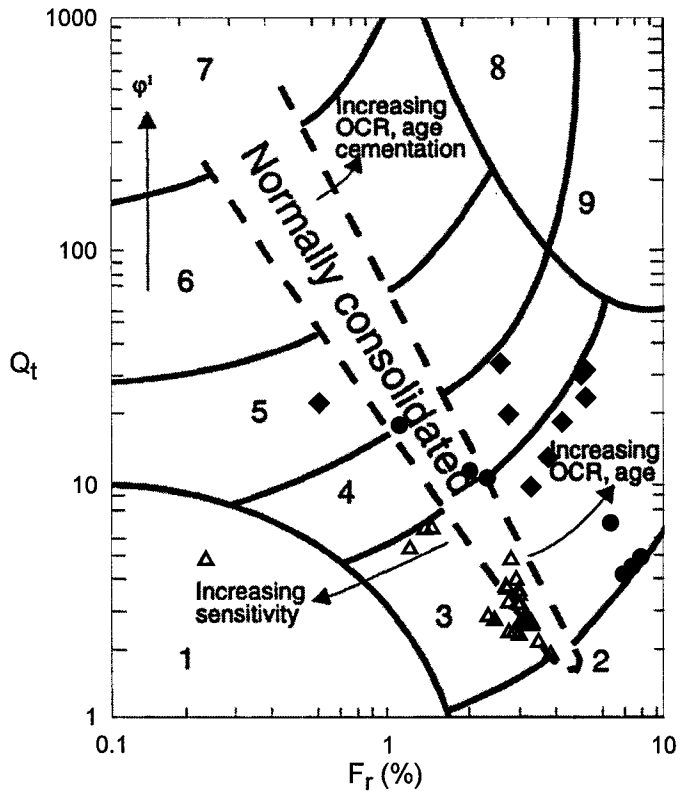 1000
7
8
φ'
Increasing
OCR, age
cementation
Normally consolidated
9
100
6
Qt
5
Increasing
OCR, age
10
4
Increasing
sensitivity
3
1
2
1
0.1
1
10
Fr (%)